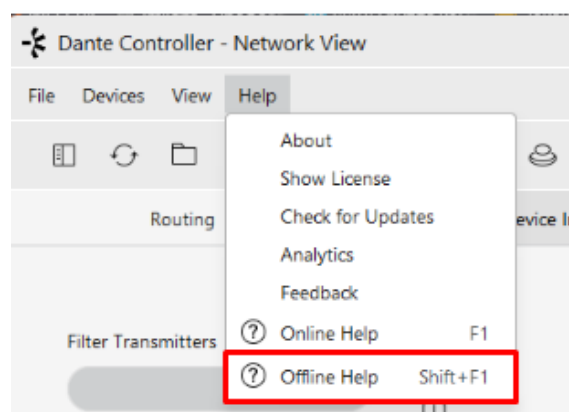 Dante Controller - Network View
File Devices View Help
About
Show License
Routing Check for Updates evice I
Analytics
Feedback
Filter Transmitters Online Help F1
Offline Help Shift+F1